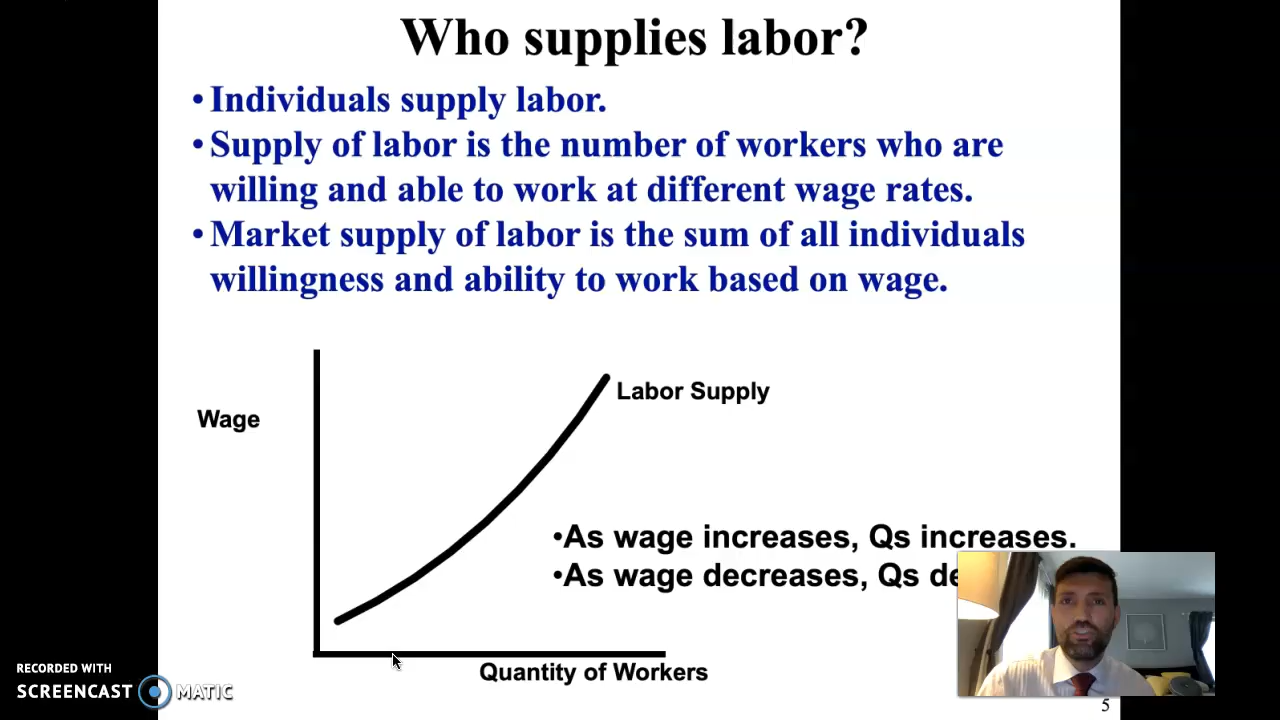 Who supplies labor?
•Individuals supply labor.
•Supply of labor is the number of workers who are
willing and able to work at different wage rates.
•Market supply of labor is the sum of all individuals
willingness and ability to work based on wage.
Labor Supply
Wage
•As wage increases, Qs increases.
•As wage decreases, Qs
Quantity of Workers
RECORDED WITH
SCREENCAST MATIC
5